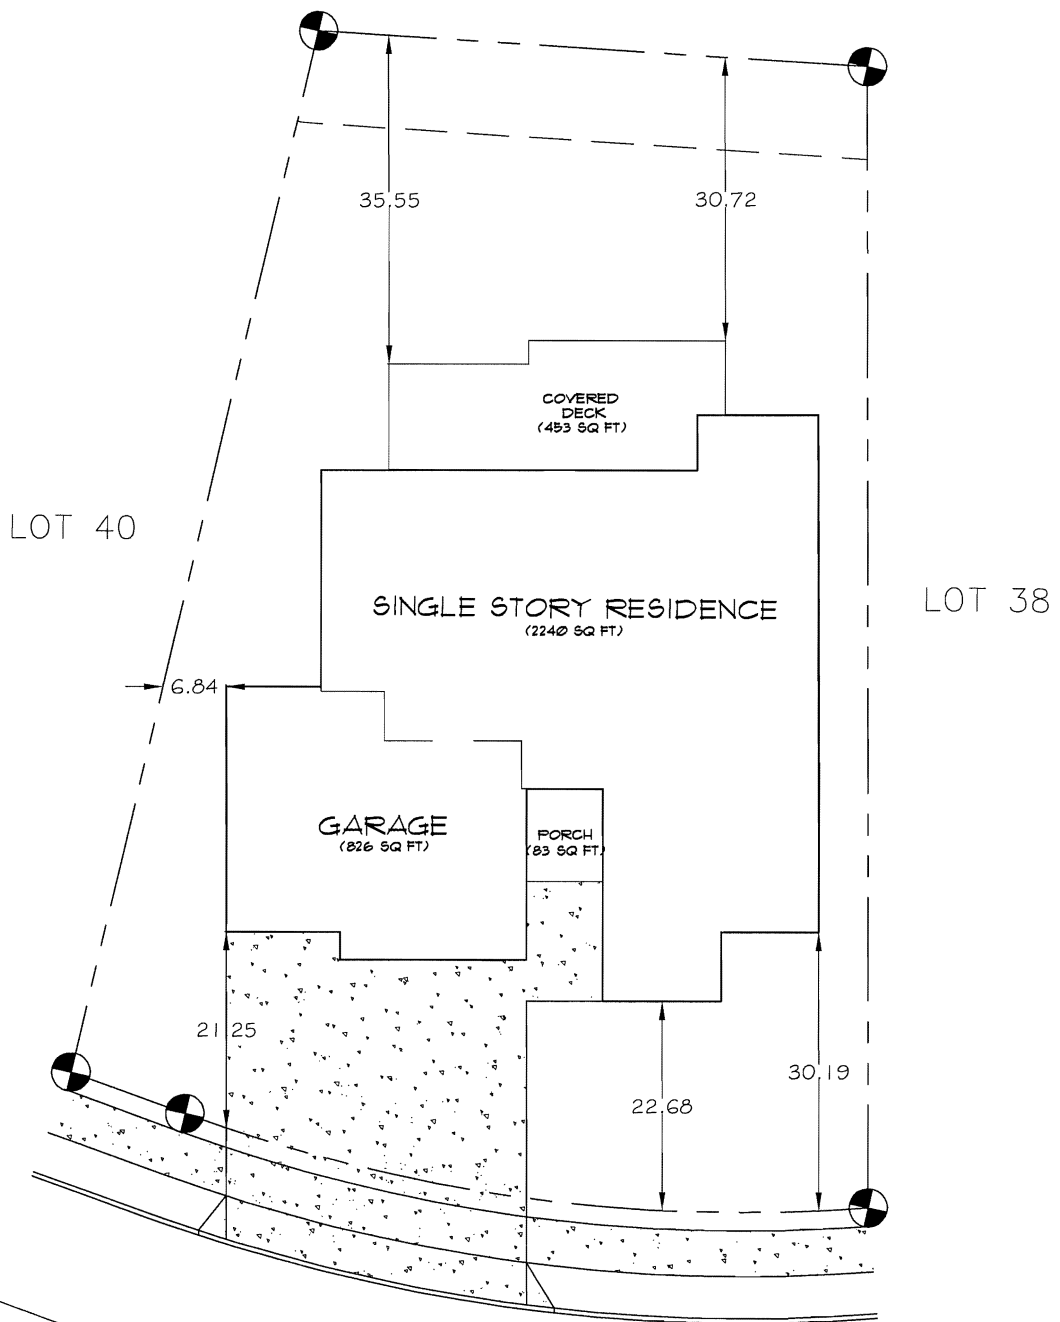 35.55
30.72
COVERED
DECK
(453 SQ FT)
LOT 40
SINGLE STORY RESIDENCE
(2240 SQ FT)
LOT 38
6.84
GARAGE
(826 SQ FT)
PORCH
(83 SQ FT)
21.25
30.19
22.68